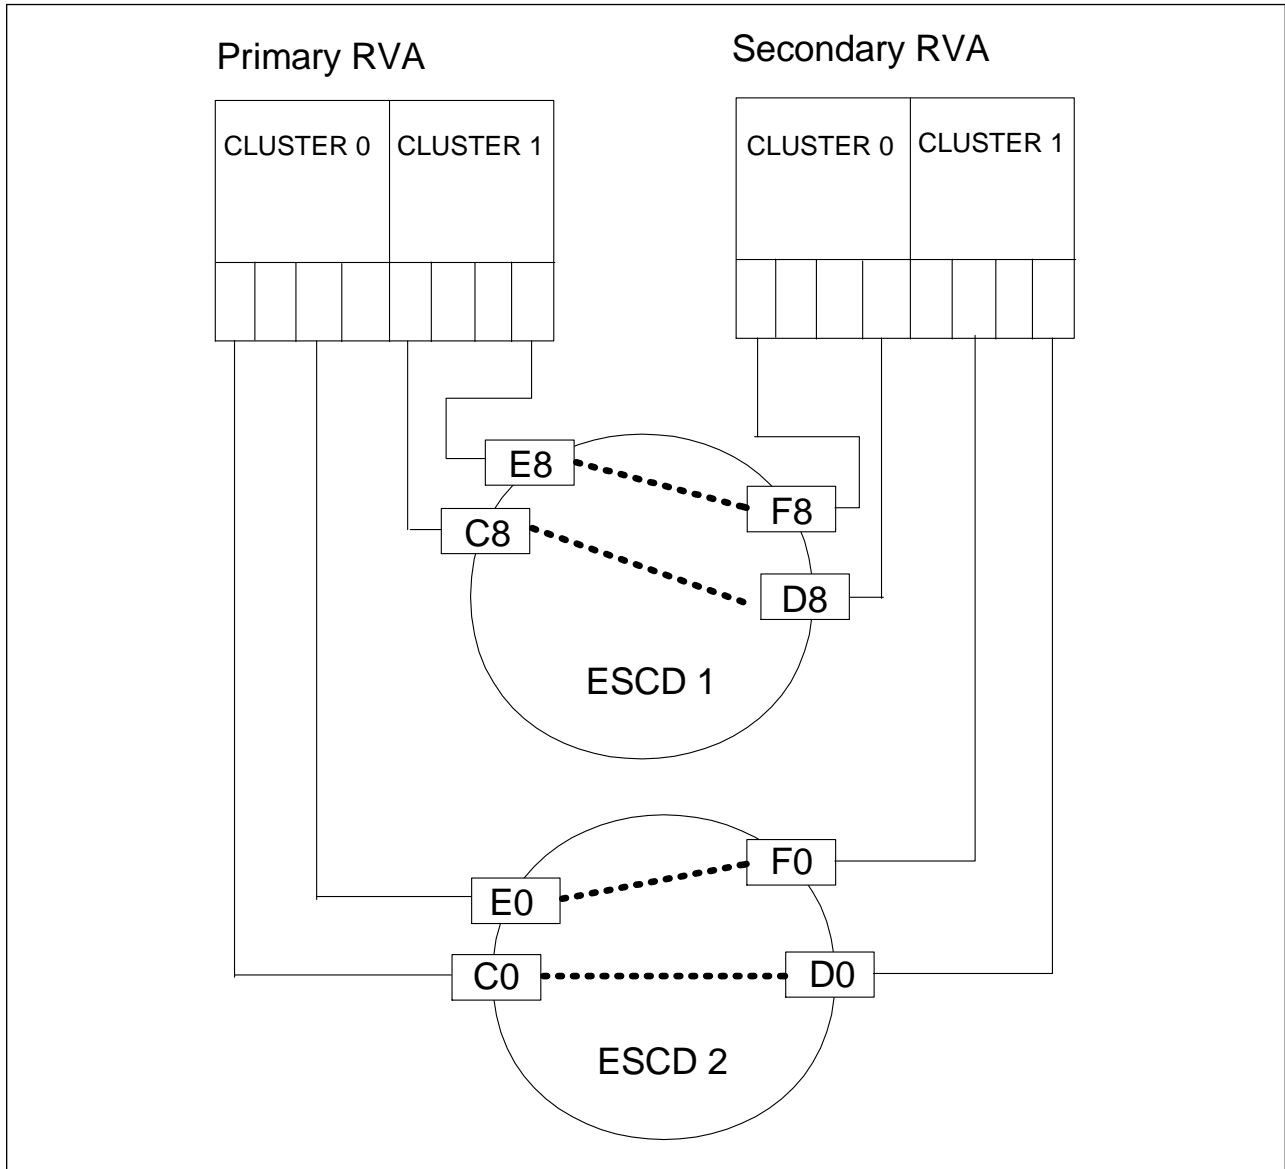 Primary RVA
Secondary RVA
CLUSTER 0
CLUSTER 1
CLUSTER 0
CLUSTER 1
E8
F8
C8
D8
ESCD 1
F0
E0
C0
D0
ESCD 2